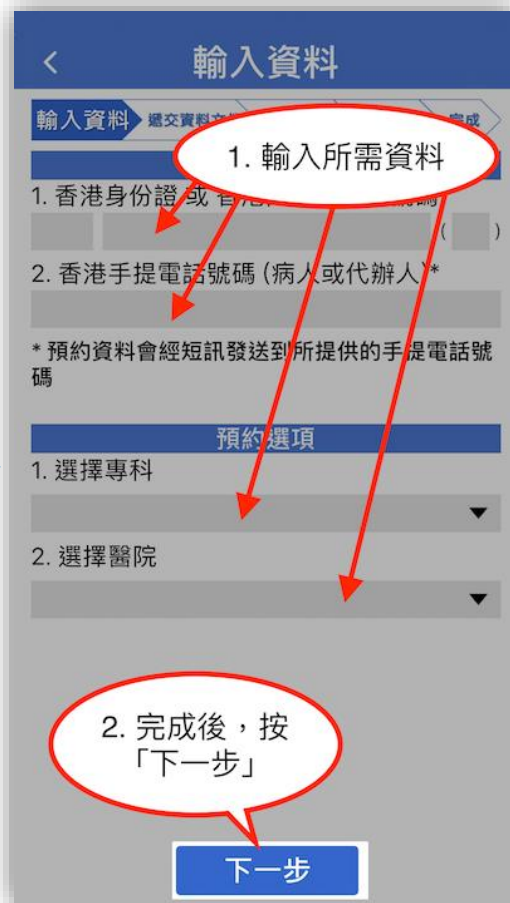 輸入資料
輸入資料 遞交資料 完成
1. 輸入所需資料
1. 香港身份證 或
( )
2. 香港手提電話號碼 (病人或代辦人)*
* 預約資料會經短訊發送到所提供的手提電話號
碼
預約選項
1. 選擇專科
2. 選擇醫院
2. 完成後，按
「下一步」
下一步